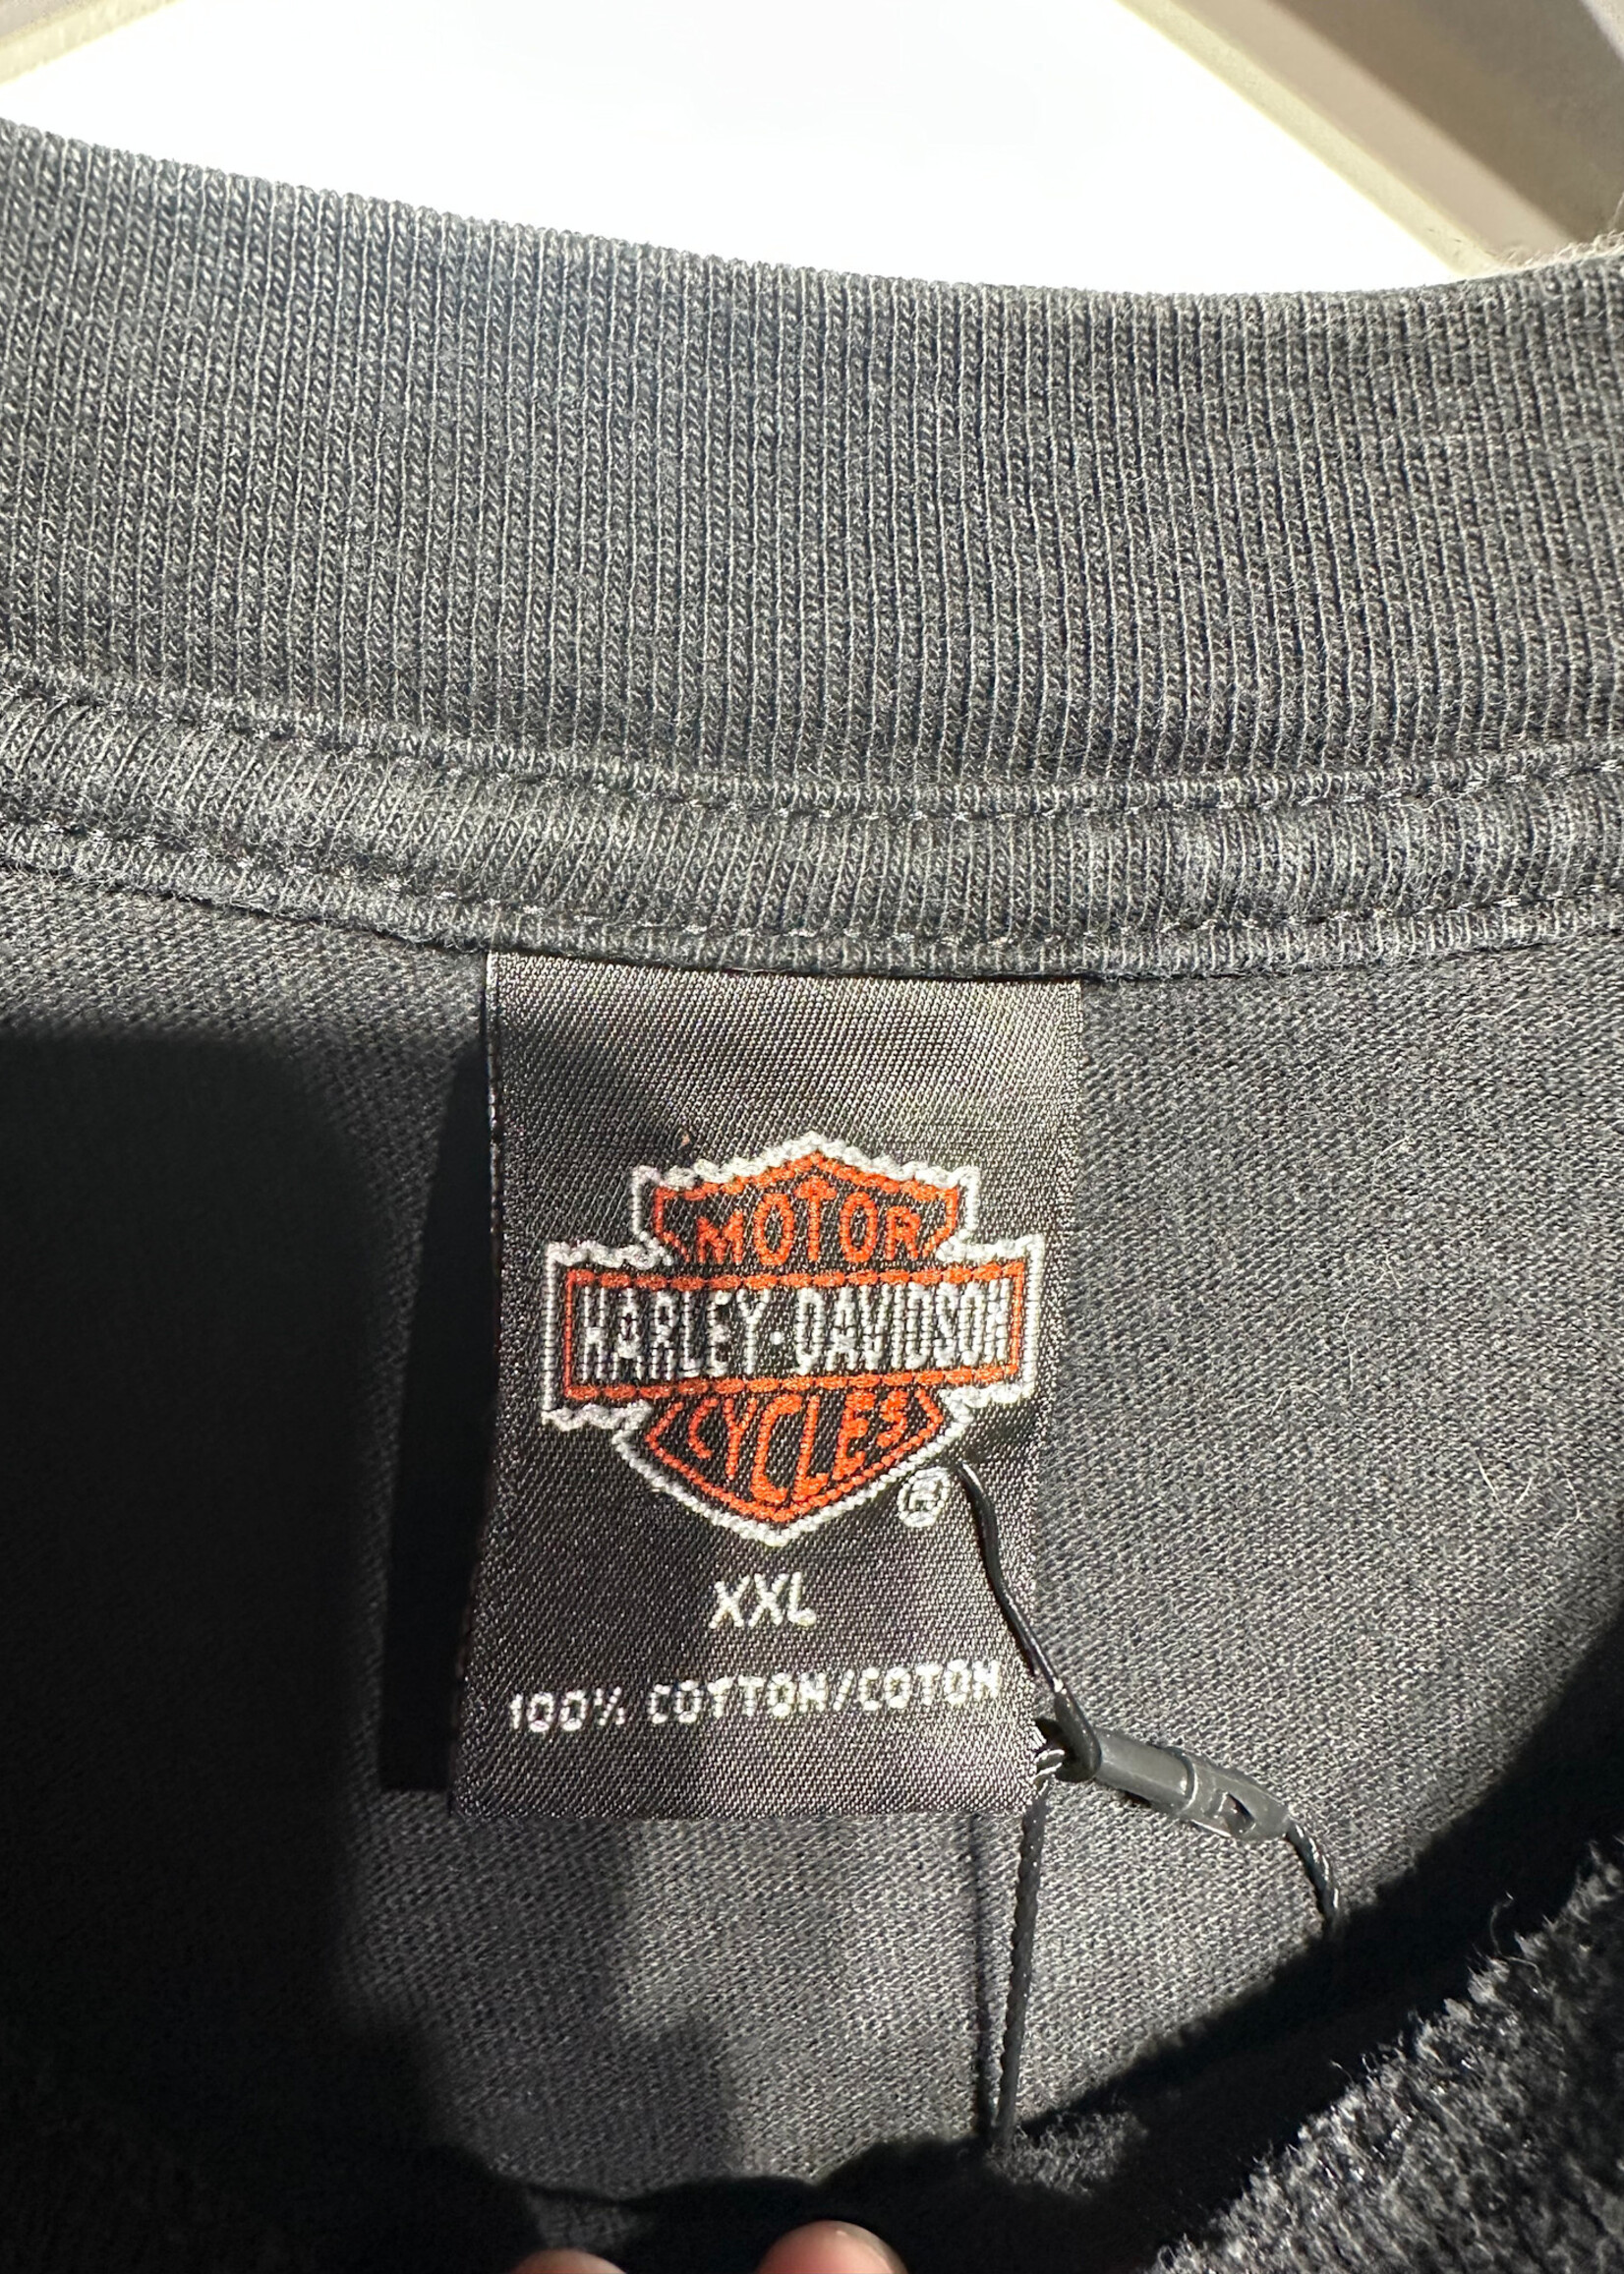 MOTOR
HARLEY-DAVIDSON
CYCLES
®
XXL
100% COTTON/COTON